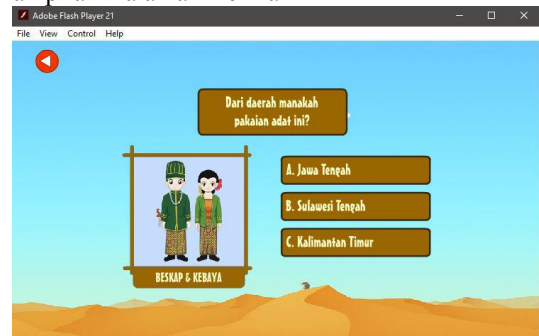 Adobe Flash Player 21
File View Control Help
Dari daerah manakah
pakaian adat ini?
A. Jawa Tengah
B. Sulawesi Tengah
C. Kalimantan Timur
BESKAP & KEBAYA